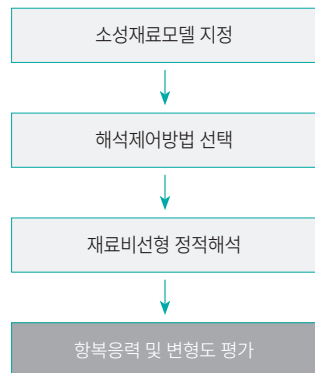 소성재료모델 지정
해석제어방법 선택
재료비선형 정적해석
항복응력 및 변형도 평가